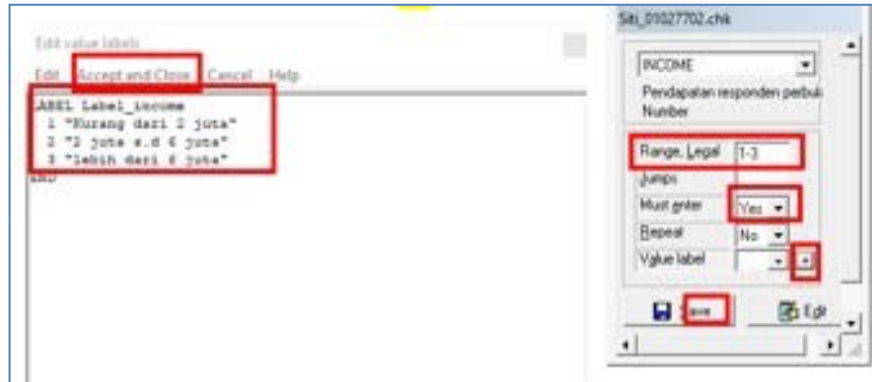 Edit value labels
Edit Accept and Close Cancel Help
LABEL Label_income
1 "Kurang dari 2 juta"
2 "2 juta s.d 6 juta"
3 "lebih dari 6 juta"
END
Siti_01027702.chk
INCOME
Pendapatan responden perbula
Number
Range, Legal 1-3
Jumps
Must enter Yes
Repeat No
Value label +
Save Edit